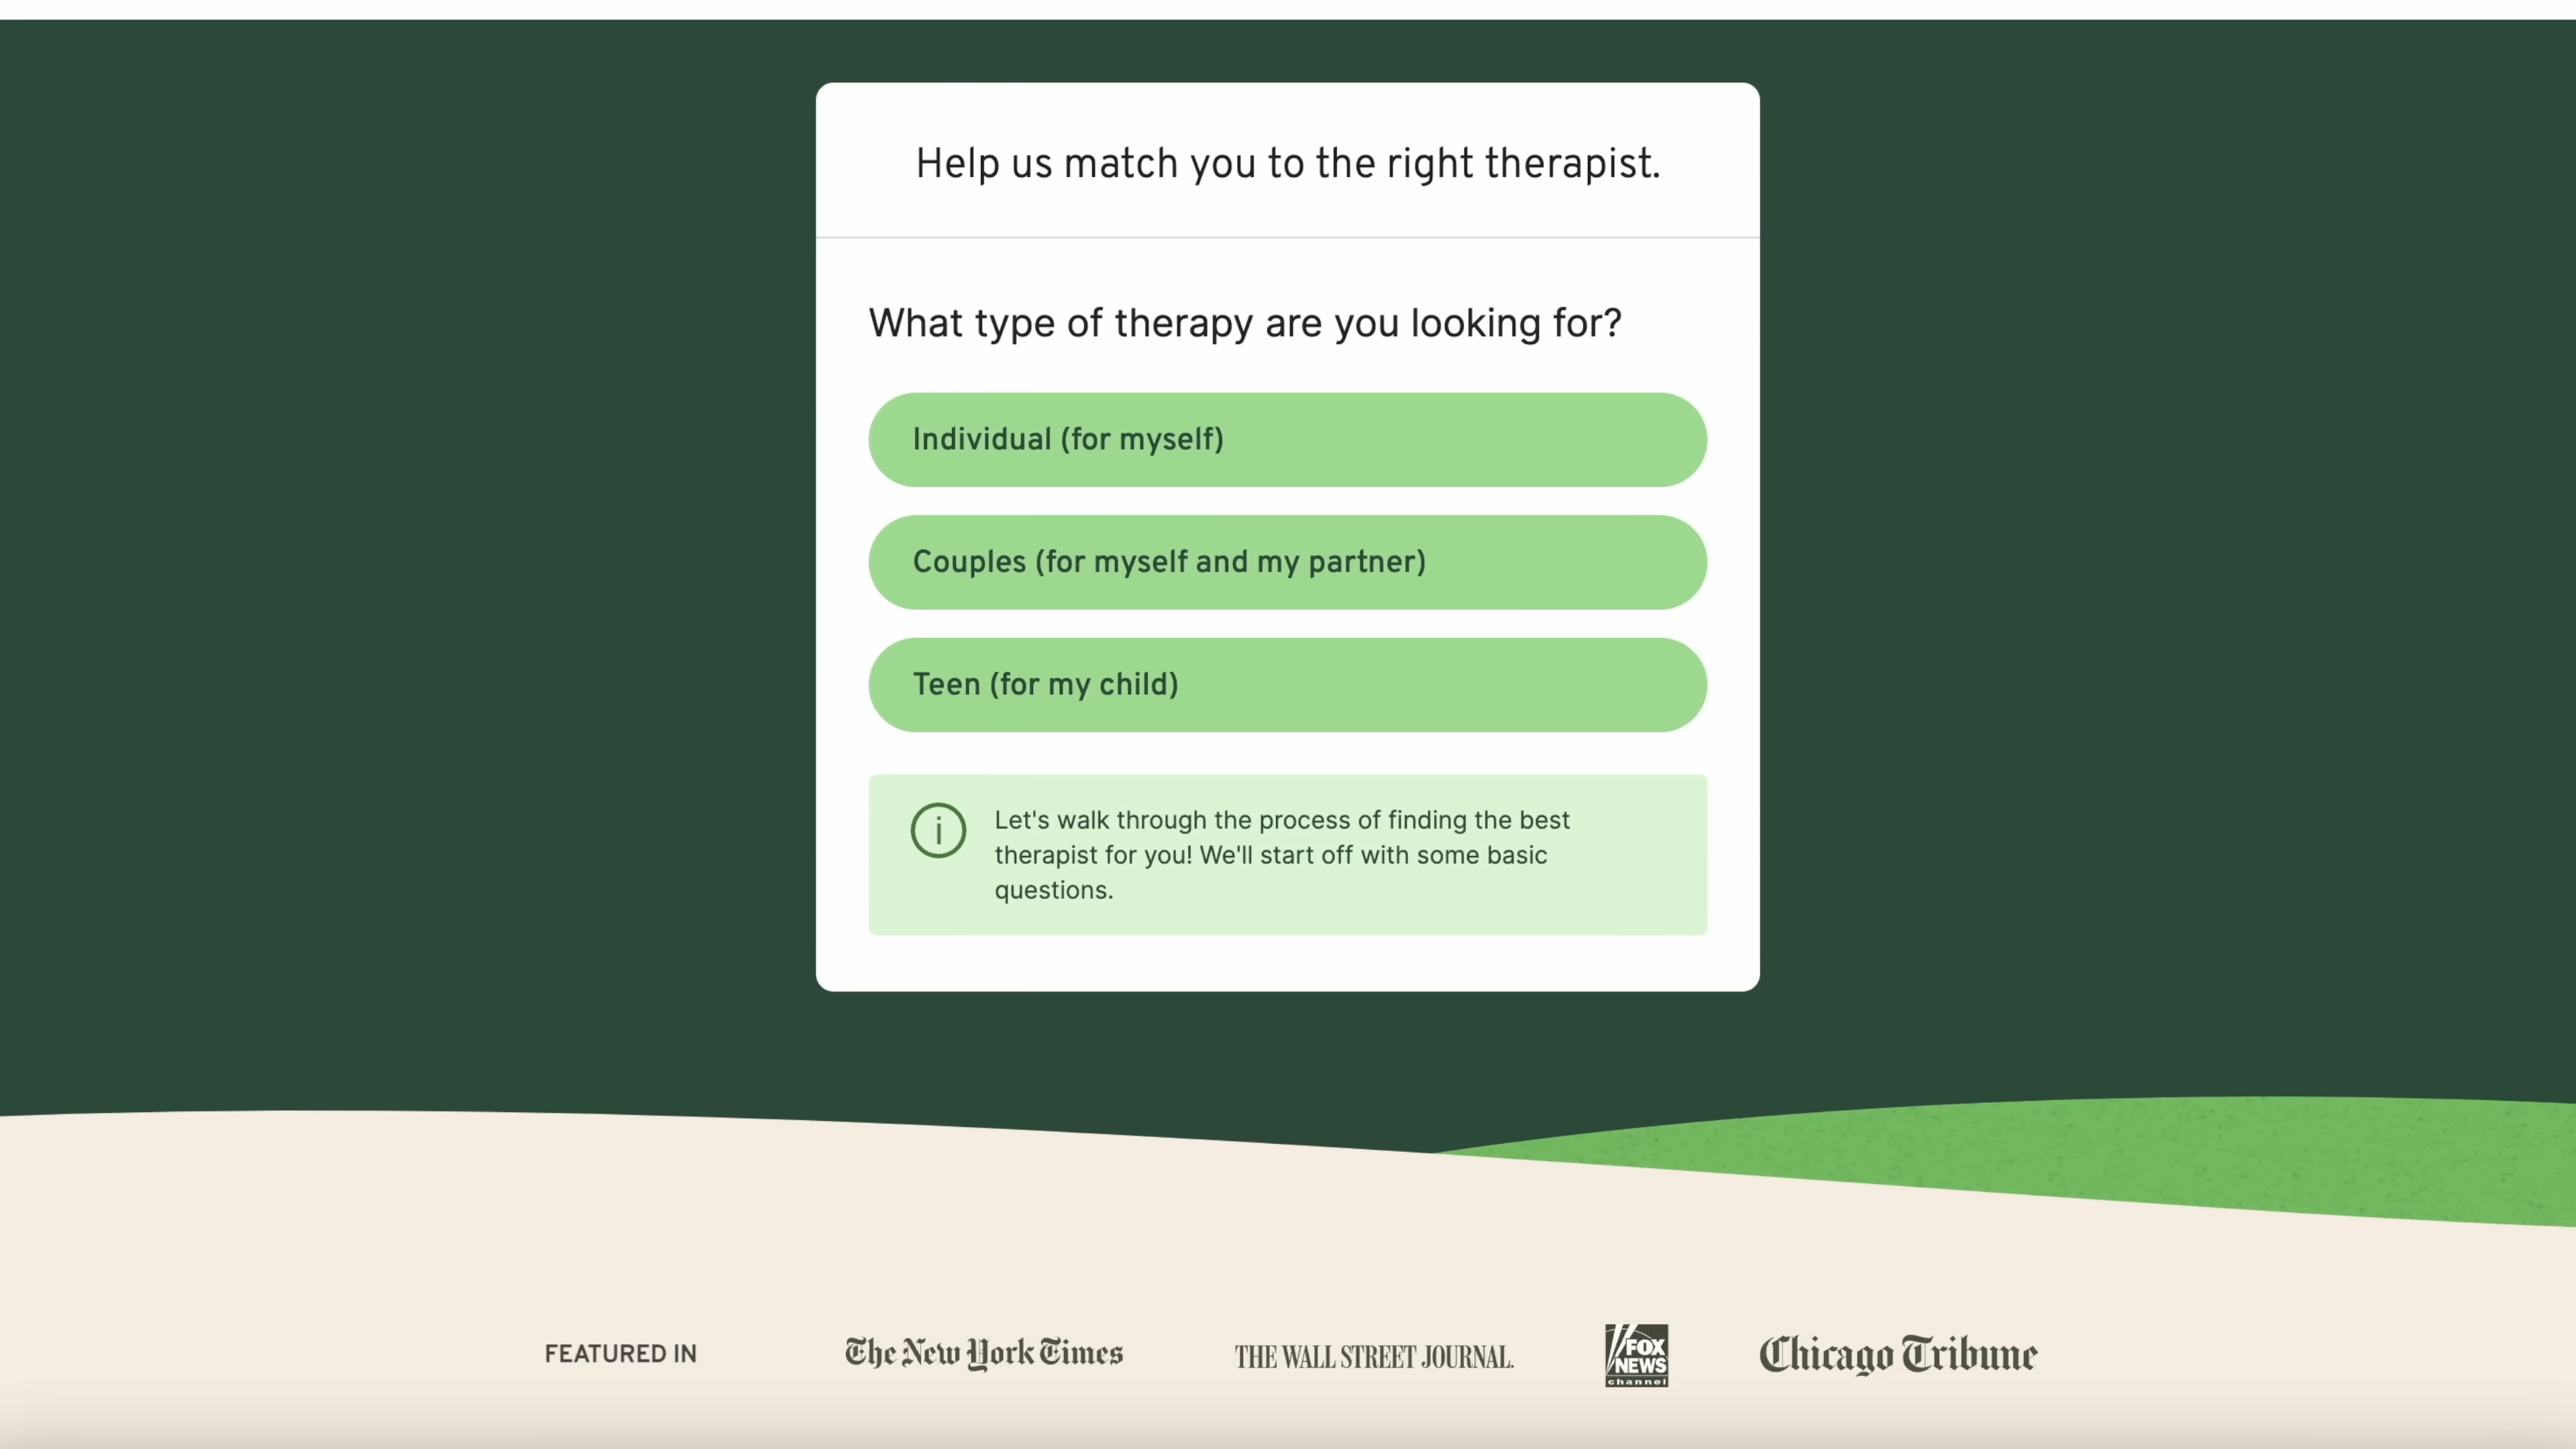 Help us match you to the right therapist.
What type of therapy are you looking for?
Individual (for myself)
Couples (for myself and my partner)
Teen (for my child)
i
Let's walk through the process of finding the best
therapist for you! We'll start off with some basic
questions.
FEATURED IN
The New York Times
THE WALL STREET JOURNAL.
FOX
NEWS
channel
Chicago Tribune